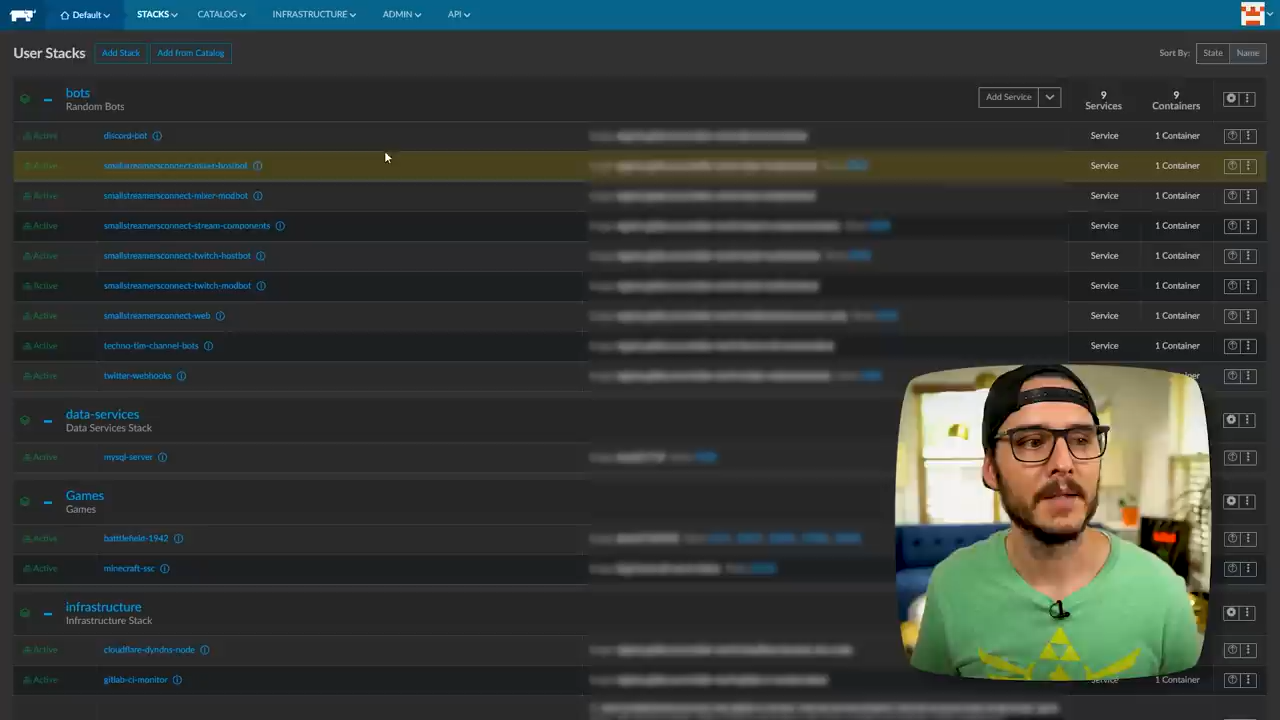 Default STACKS CATALOG INFRASTRUCTURE ADMIN API
User Stacks Add Stack Add from Catalog Sort By: State Name
bots
Random Bots
Add Service
9 Services
9 Containers
Active discord-bot Service 1 Container
Active smallstreamersconnect-mixer-hostbot Service 1 Container
Active smallstreamersconnect-mixer-modbot Service 1 Container
Active smallstreamersconnect-stream-components Service 1 Container
Active smallstreamersconnect-twitch-hostbot Service 1 Container
Active smallstreamersconnect-twitch-modbot Service 1 Container
Active smallstreamersconnect-web Service 1 Container
Active techno-tim-channel-bots Service 1 Container
Active twitter-webhooks
data-services
Data Services Stack
Active mysql-server
Games
Games
Active battlefield-1942
Active minecraft-ssc
infrastructure
Infrastructure Stack
Active cloudflare-dyndns-node
Active gitlab-ci-monitor Service 1 Container